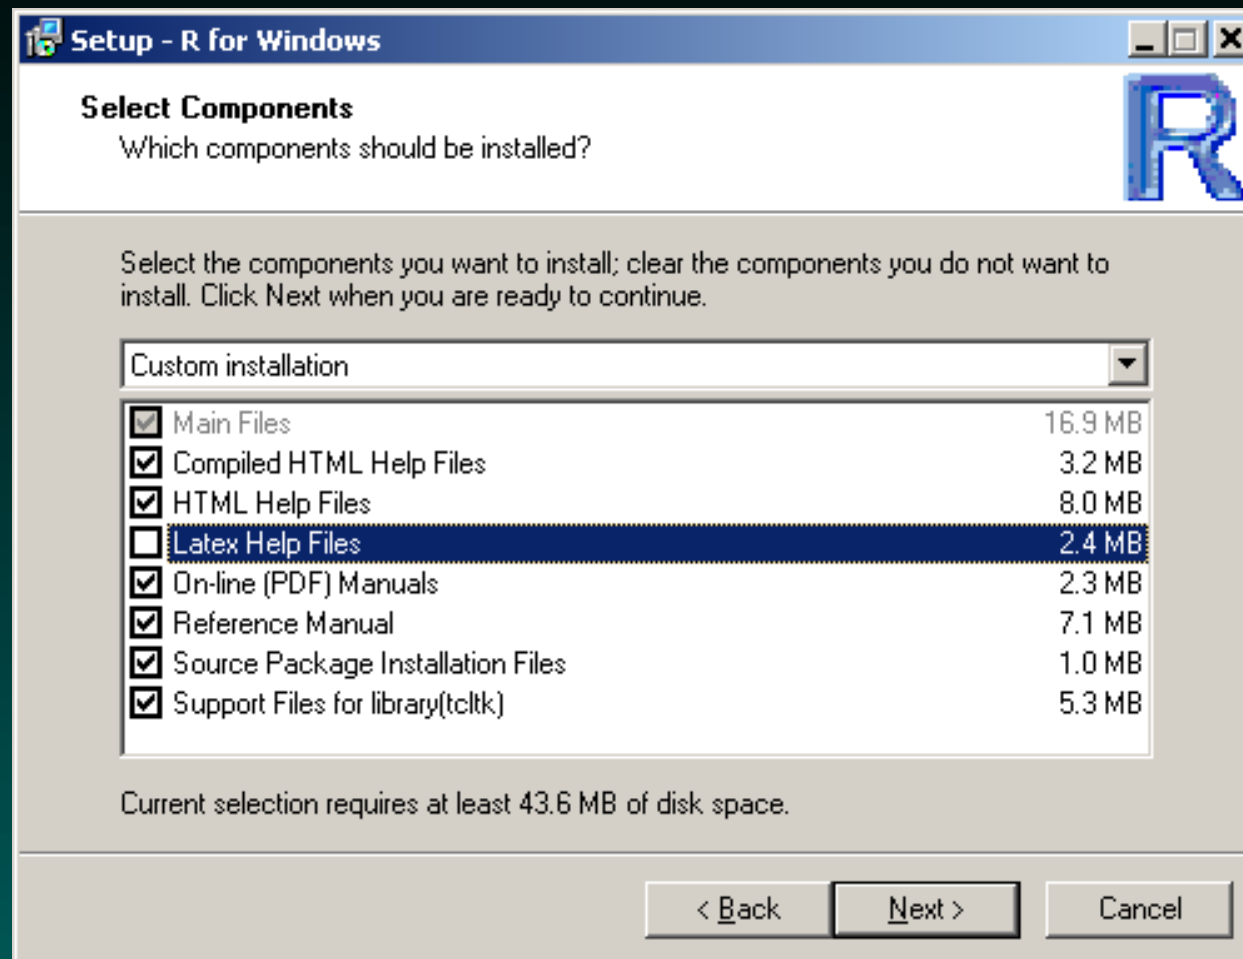 Setup - R for Windows
Select Components
Which components should be installed?
R
Select the components you want to install; clear the components you do not want to
install. Click Next when you are ready to continue.
Custom installation
Main Files 16.9 MB
Compiled HTML Help Files 3.2 MB
HTML Help Files 8.0 MB
Latex Help Files 2.4 MB
On-line (PDF) Manuals 2.3 MB
Reference Manual 7.1 MB
Source Package Installation Files 1.0 MB
Support Files for library(tcltk) 5.3 MB
Current selection requires at least 43.6 MB of disk space.
< Back Next > Cancel